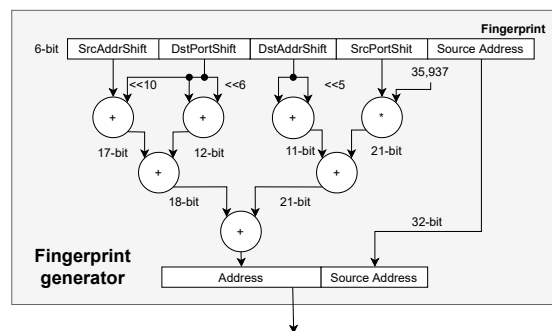 Fingerprint
6-bit SrcAddrShift DstPortShift DstAddrShift SrcPortShit Source Address
<<10 <<6 <<5 35,937
+ + + *
17-bit 12-bit 11-bit 21-bit
+ +
18-bit 21-bit
+ 32-bit
Fingerprint
generator
Address Source Address